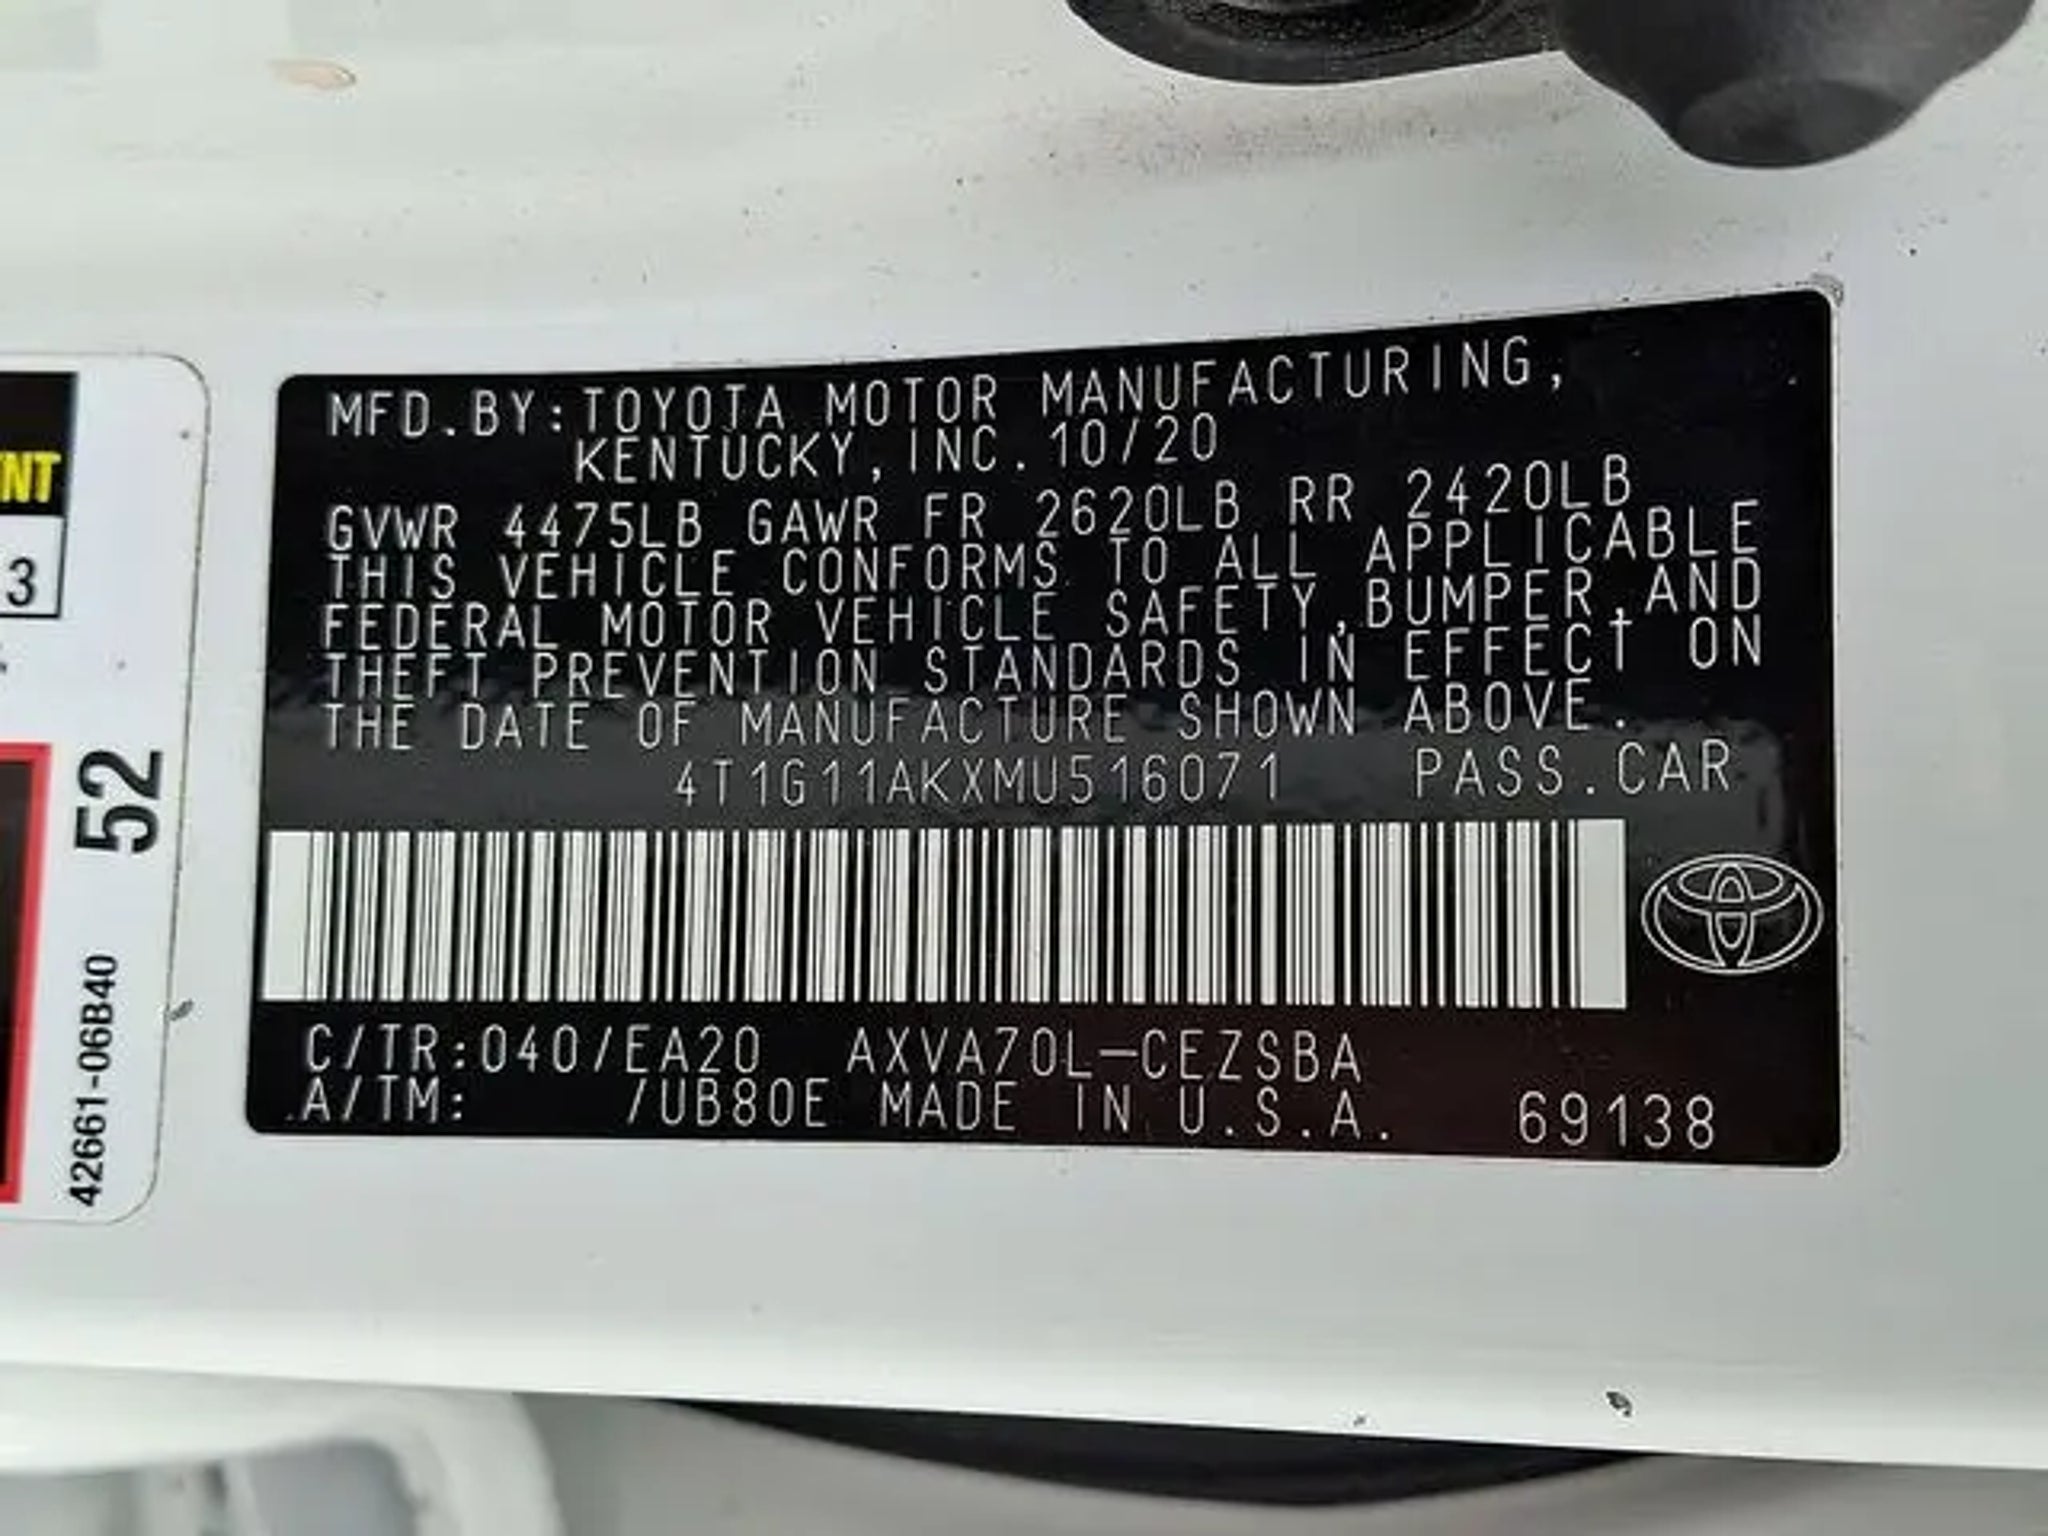 MFD.BY:TOYOTA MOTOR MANUFACTURING,
KENTUCKY, INC. 10/20
GVWR 4475LB GAWR FR 2620LB RR 2420LB
THIS VEHICLE CONFORMS TO ALL APPLICABLE
FEDERAL MOTOR VEHICLE SAFETY,BUMPER,AND
THEFT PREVENTION STANDARDS IN EFFECT ON
THE DATE OF MANUFACTURE SHOWN ABOVE.
4T1G11AKXMU516071 PASS.CAR
C/TR:040/EA20 AXVA70L-CEZSBA
A/TM: /UB80E MADE IN U.S.A. 69138
NT
3
52
42661-06B40